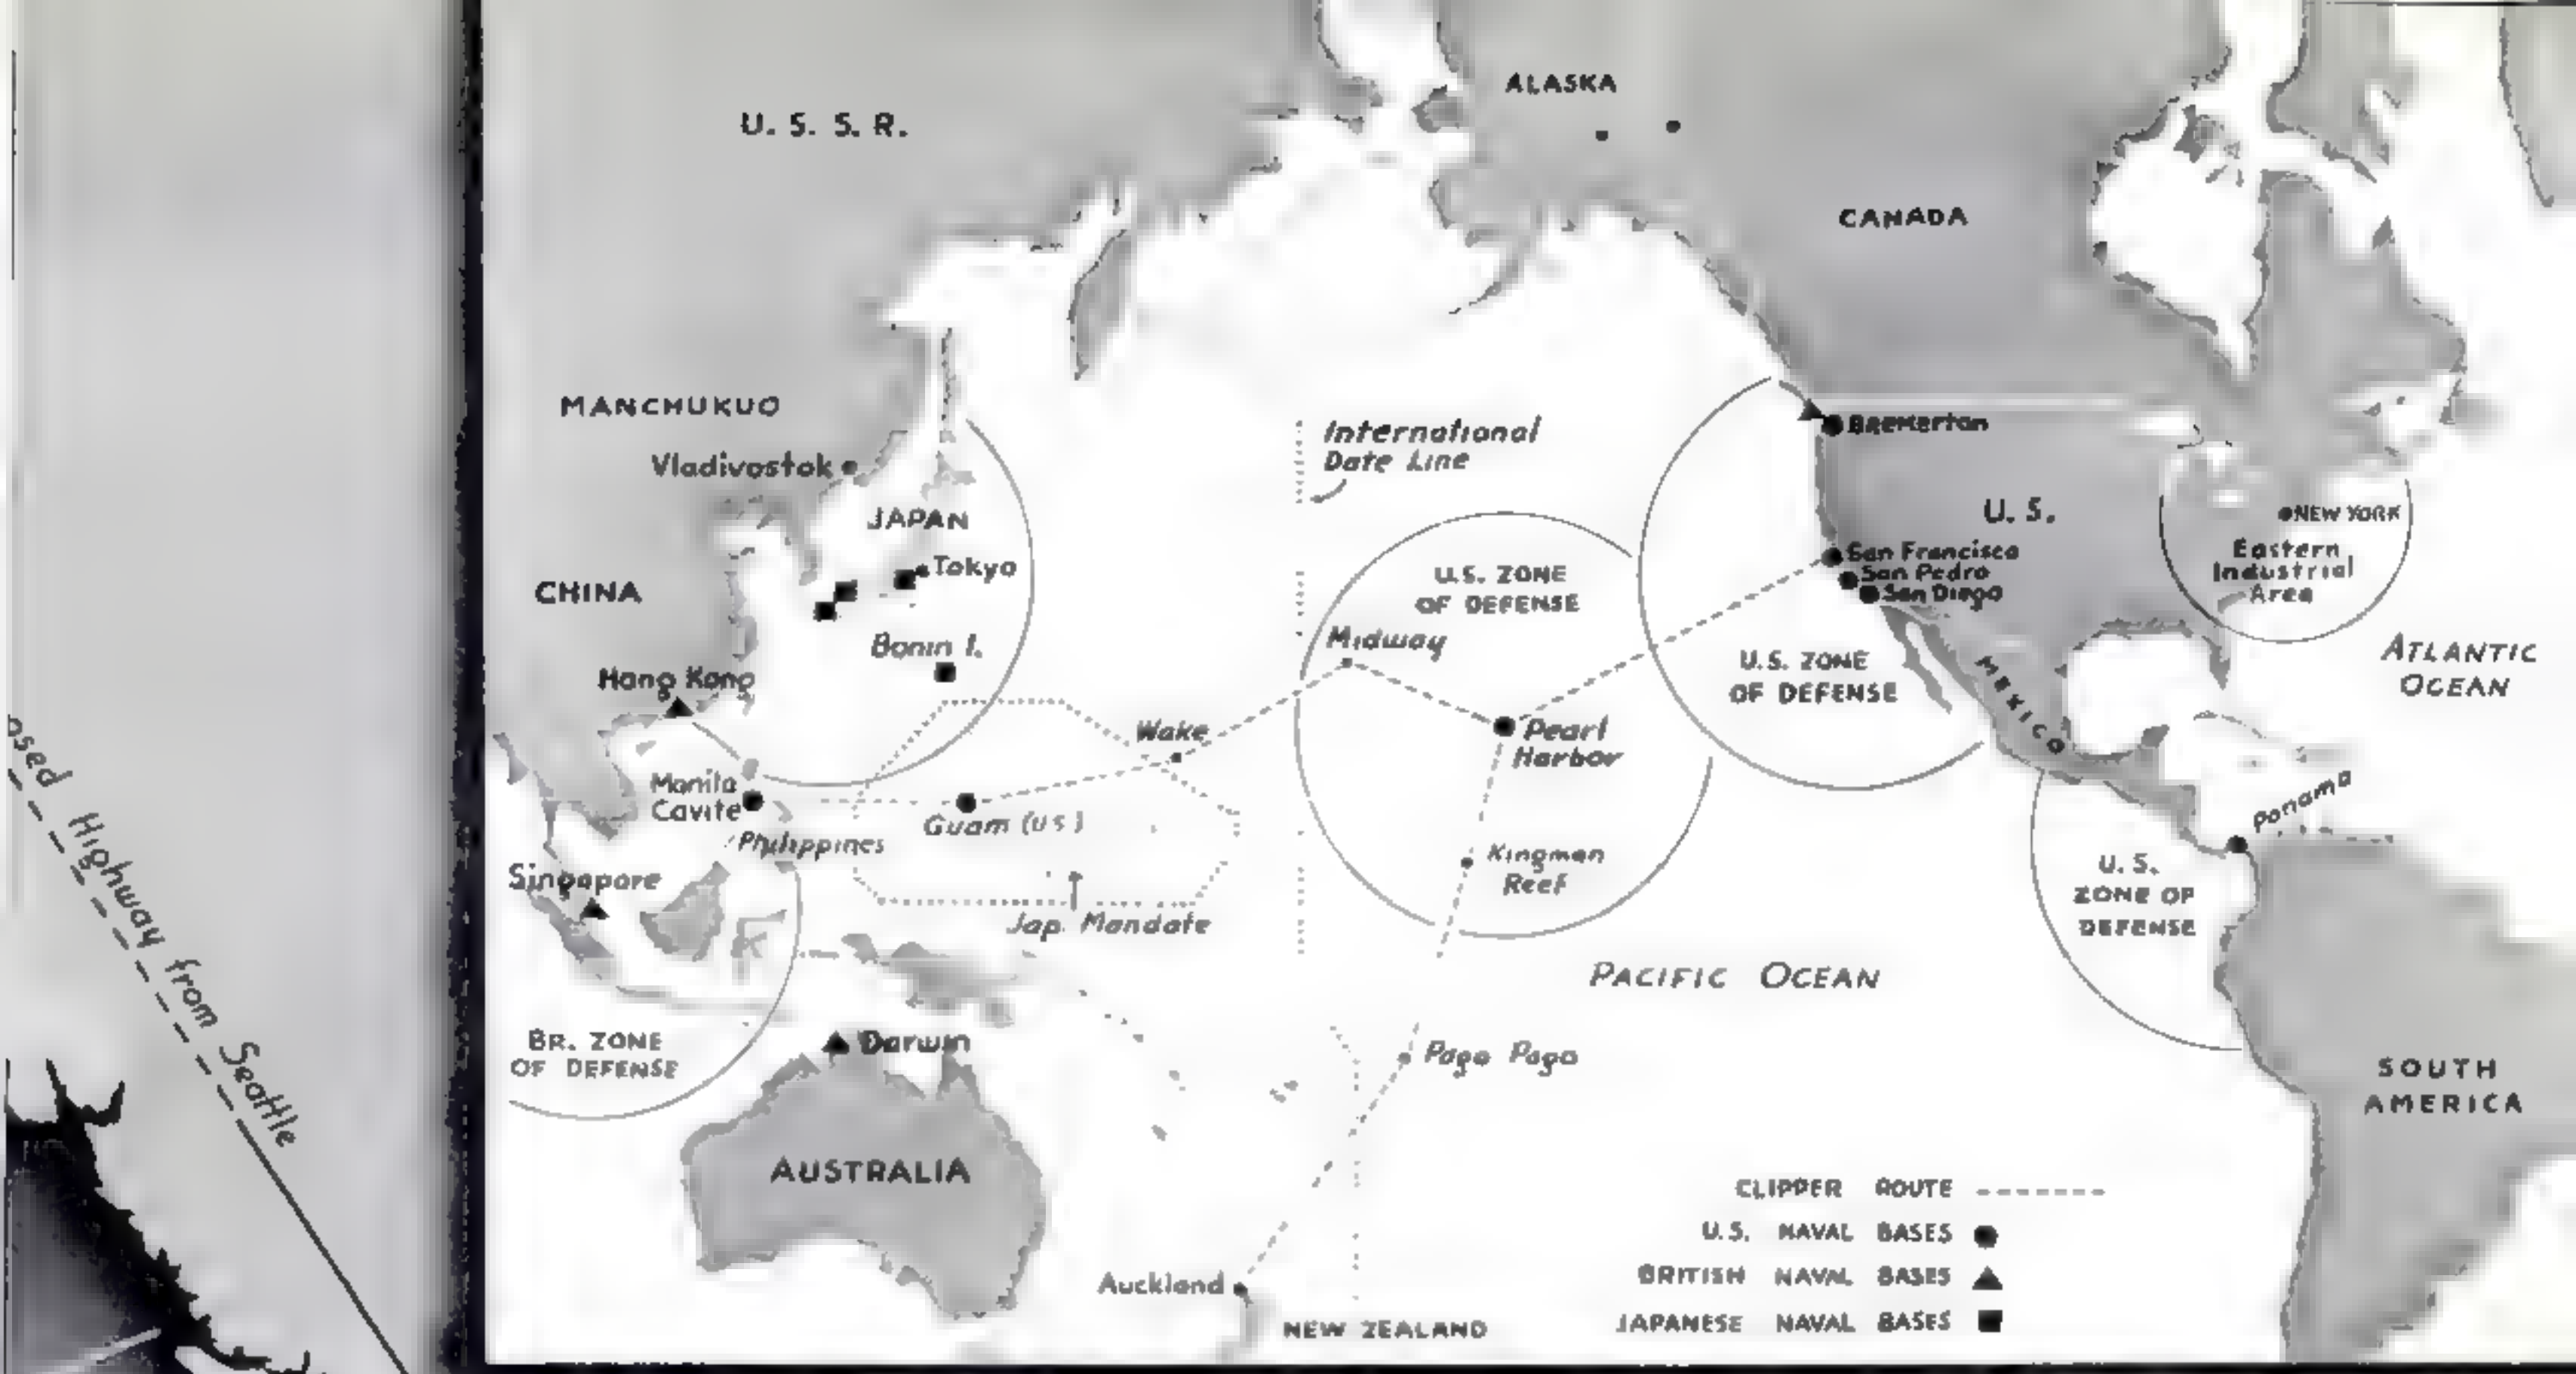 Highway from Seattle
ALASKA
U. S. S. R.
CANADA
MANCHUKUO
Vladivostok
International
Date Line
BREMERTON
JAPAN
U. S.
NEW YORK
Eastern
Industrial
Area
San Francisco
San Pedro
San Diego
Tokyo
CHINA
U.S. ZONE
OF DEFENSE
Bonin I.
Midway
ATLANTIC
OCEAN
Hong Kong
U.S. ZONE
OF DEFENSE
MEXICO
Wake
Pearl
Harbor
Manila
Cavite
Panama
Guam (US)
Philippines
Kingman
Reef
Singapore
U. S.
ZONE OF
DEFENSE
Jap. Mandate
PACIFIC OCEAN
BR. ZONE
OF DEFENSE
Darwin
Pago Pago
SOUTH
AMERICA
AUSTRALIA
CLIPPER ROUTE
U.S. NAVAL BASES
BRITISH NAVAL BASES
JAPANESE NAVAL BASES
Auckland
NEW ZEALAND